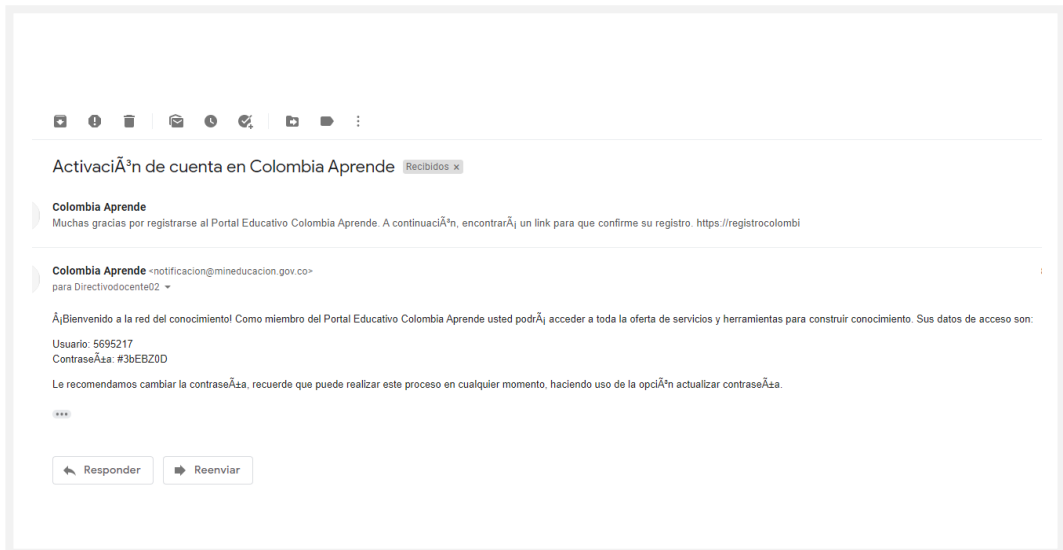 ActivaciÃ³n de cuenta en Colombia Aprende Recibidos x
Colombia Aprende
Muchas gracias por registrarse al Portal Educativo Colombia Aprende. A continuaciÃ³n, encontrarÃ¡ un link para que confirme su registro. https://registrocolombi
Colombia Aprende <notificacion@mineducacion.gov.co>
para Directivodocente02
Â¡Bienvenido a la red del conocimiento! Como miembro del Portal Educativo Colombia Aprende usted podrÃ¡ acceder a toda la oferta de servicios y herramientas para construir conocimiento. Sus datos de acceso son:
Usuario: 5695217
ContraseÃ±a: #3bEBZ0D
Le recomendamos cambiar la contraseÃ±a, recuerde que puede realizar este proceso en cualquier momento, haciendo uso de la opciÃ³n actualizar contraseÃ±a.
Responder Reenviar